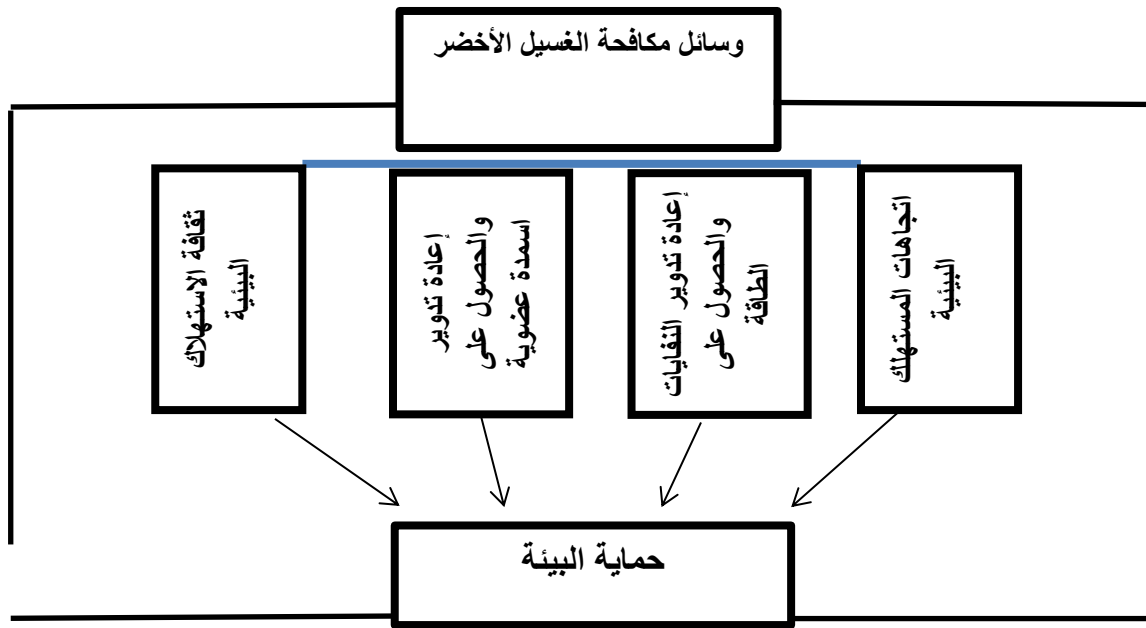 وسائل مكافحة الغسيل الأخضر
اتجاهات المستهلك
البيئية
إعادة تدوير النفايات
والحصول على
الطاقة
إعادة تدوير
والحصول على
اسمدة عضوية
ثقافة الاستهلاك
البيئية
حماية البيئة